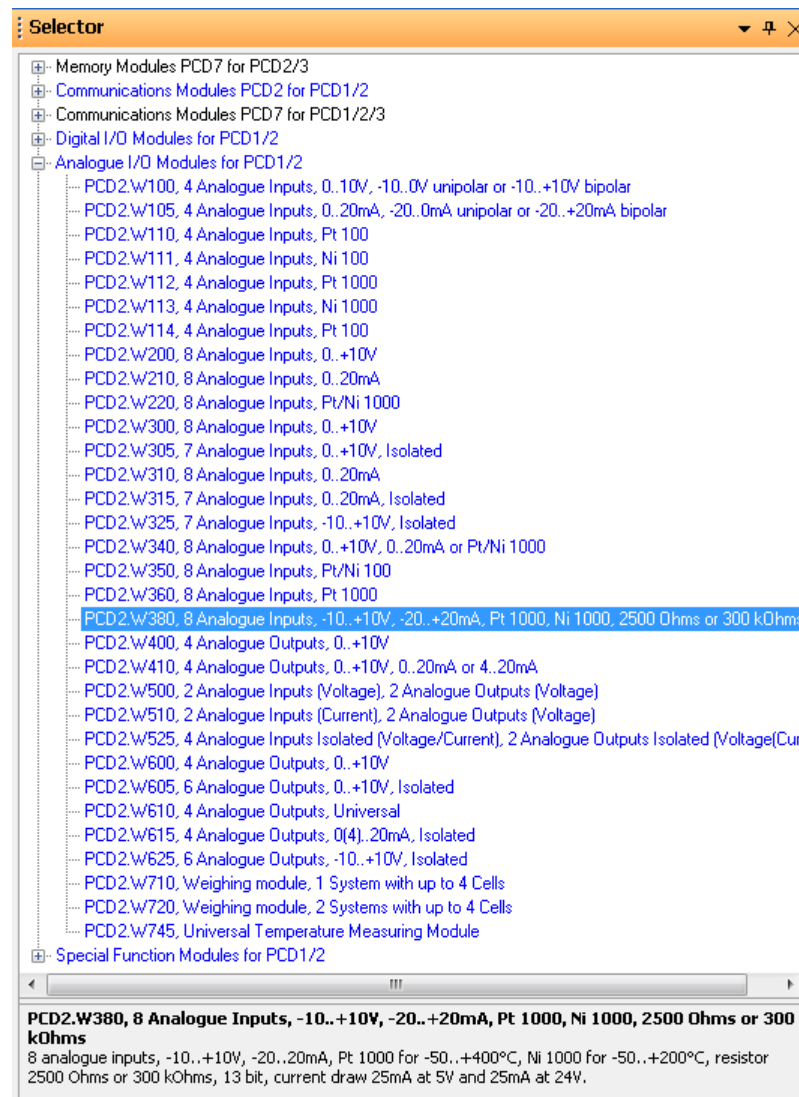 Selector
Memory Modules PCD7 for PCD2/3
Communications Modules PCD2 for PCD1/2
Communications Modules PCD7 for PCD1/2/3
Digital I/O Modules for PCD1/2
Analogue I/O Modules for PCD1/2
PCD2.W100, 4 Analogue Inputs, 0..10V, -10..0V unipolar or -10..+10V bipolar
PCD2.W105, 4 Analogue Inputs, 0..20mA, -20..0mA unipolar or -20..+20mA bipolar
PCD2.W110, 4 Analogue Inputs, Pt 100
PCD2.W111, 4 Analogue Inputs, Ni 100
PCD2.W112, 4 Analogue Inputs, Pt 1000
PCD2.W113, 4 Analogue Inputs, Ni 1000
PCD2.W114, 4 Analogue Inputs, Pt 100
PCD2.W200, 8 Analogue Inputs, 0..+10V
PCD2.W210, 8 Analogue Inputs, 0..20mA
PCD2.W220, 8 Analogue Inputs, Pt/Ni 1000
PCD2.W300, 8 Analogue Inputs, 0..+10V
PCD2.W305, 7 Analogue Inputs, 0..+10V, Isolated
PCD2.W310, 8 Analogue Inputs, 0..20mA
PCD2.W315, 7 Analogue Inputs, 0..20mA, Isolated
PCD2.W325, 7 Analogue Inputs, -10..+10V, Isolated
PCD2.W340, 8 Analogue Inputs, 0..+10V, 0..20mA or Pt/Ni 1000
PCD2.W350, 8 Analogue Inputs, Pt/Ni 100
PCD2.W360, 8 Analogue Inputs, Pt 1000
PCD2.W380, 8 Analogue Inputs, -10..+10V, -20..+20mA, Pt 1000, Ni 1000, 2500 Ohms or 300 kOhms
PCD2.W400, 4 Analogue Outputs, 0..+10V
PCD2.W410, 4 Analogue Outputs, 0..+10V, 0..20mA or 4..20mA
PCD2.W500, 2 Analogue Inputs (Voltage), 2 Analogue Outputs (Voltage)
PCD2.W510, 2 Analogue Inputs (Current), 2 Analogue Outputs (Voltage)
PCD2.W525, 4 Analogue Inputs Isolated (Voltage/Current), 2 Analogue Outputs Isolated (Voltage(Cur
PCD2.W600, 4 Analogue Outputs, 0..+10V
PCD2.W605, 6 Analogue Outputs, 0..+10V, Isolated
PCD2.W610, 4 Analogue Outputs, Universal
PCD2.W615, 4 Analogue Outputs, 0(4)..20mA, Isolated
PCD2.W625, 6 Analogue Outputs, -10..+10V, Isolated
PCD2.W710, Weighing module, 1 System with up to 4 Cells
PCD2.W720, Weighing module, 2 Systems with up to 4 Cells
PCD2.W745, Universal Temperature Measuring Module
Special Function Modules for PCD1/2
PCD2.W380, 8 Analogue Inputs, -10..+10V, -20..+20mA, Pt 1000, Ni 1000, 2500 Ohms or 300
kOhms
8 analogue inputs, -10..+10V, -20..20mA, Pt 1000 for -50..+400°C, Ni 1000 for -50..+200°C, resistor
2500 Ohms or 300 kOhms, 13 bit, current draw 25mA at 5V and 25mA at 24V.